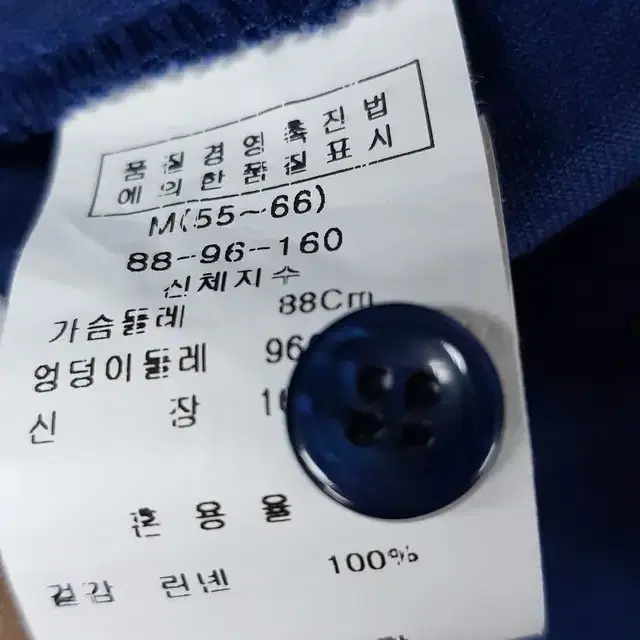 품질경영촉진법
에 의한 품질표시
M(55~66)
88-96-160
신체지수
가슴둘레 88Cm
엉덩이둘레 96
신 장 1
혼 용 율
겉감 린넨 100%